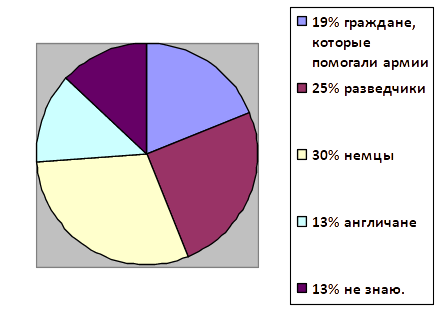 19% граждане,
которые
помогали армии
25% разведчики
30% немцы
13% англичане
13% не знаю.